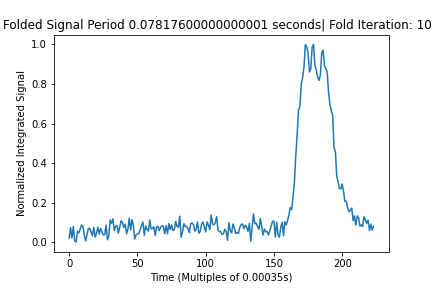 Folded Signal Period 0.07817600000000001 seconds| Fold Iteration: 10
1.0
0.8
0.6
0.4
0.2
0.0
Normalized Integrated Signal
0 50 100 150 200
Time (Multiples of 0.00035s)